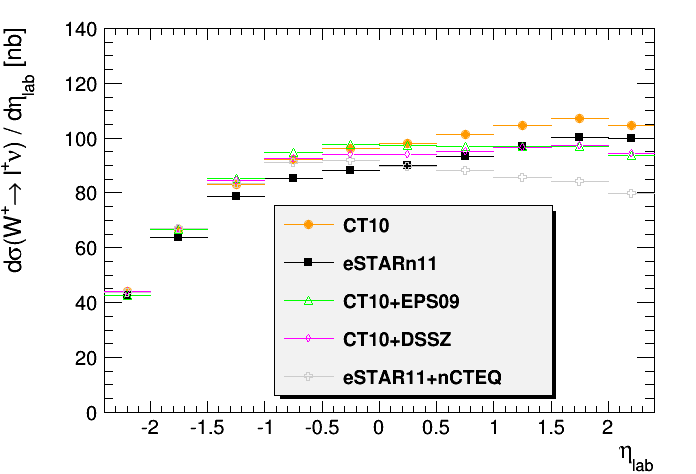 dσ(W⁺→ l⁺ν) / dη_lab [nb]
140
120
100
80
60
40
20
0
CT10
eSTARn11
CT10+EPS09
CT10+DSSZ
eSTAR11+nCTEQ
-2 -1.5 -1 -0.5 0 0.5 1 1.5 2
η_lab